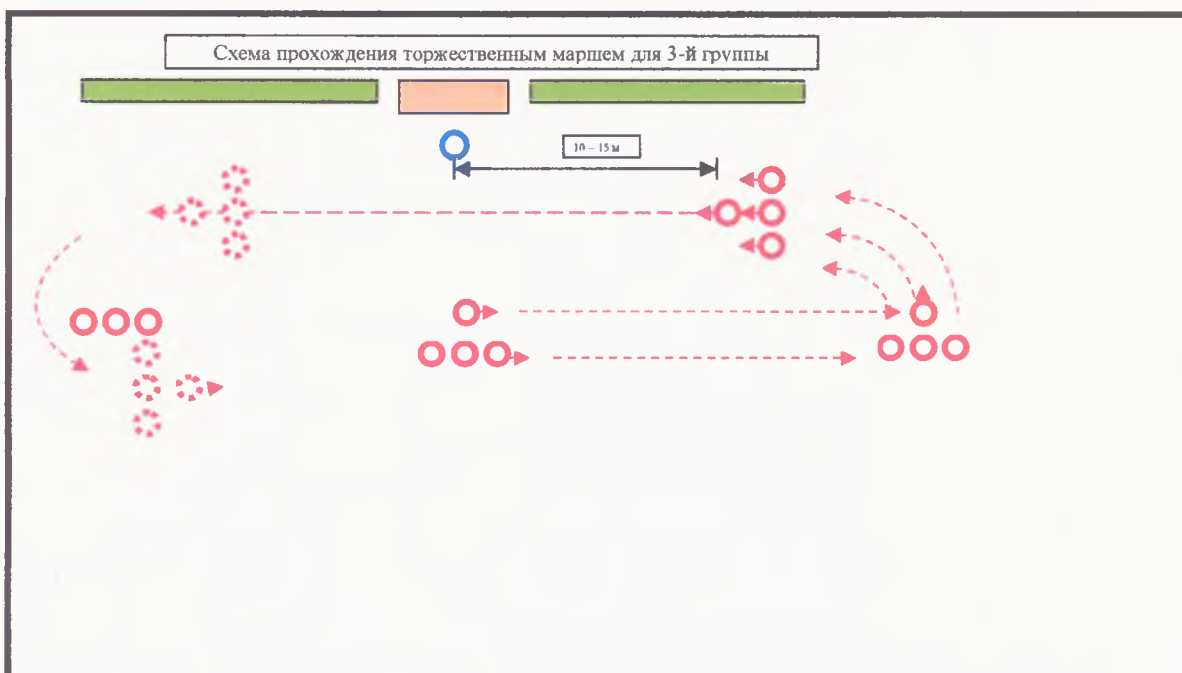 Схема прохождения торжественным маршем для 3-й группы
10 – 15 м